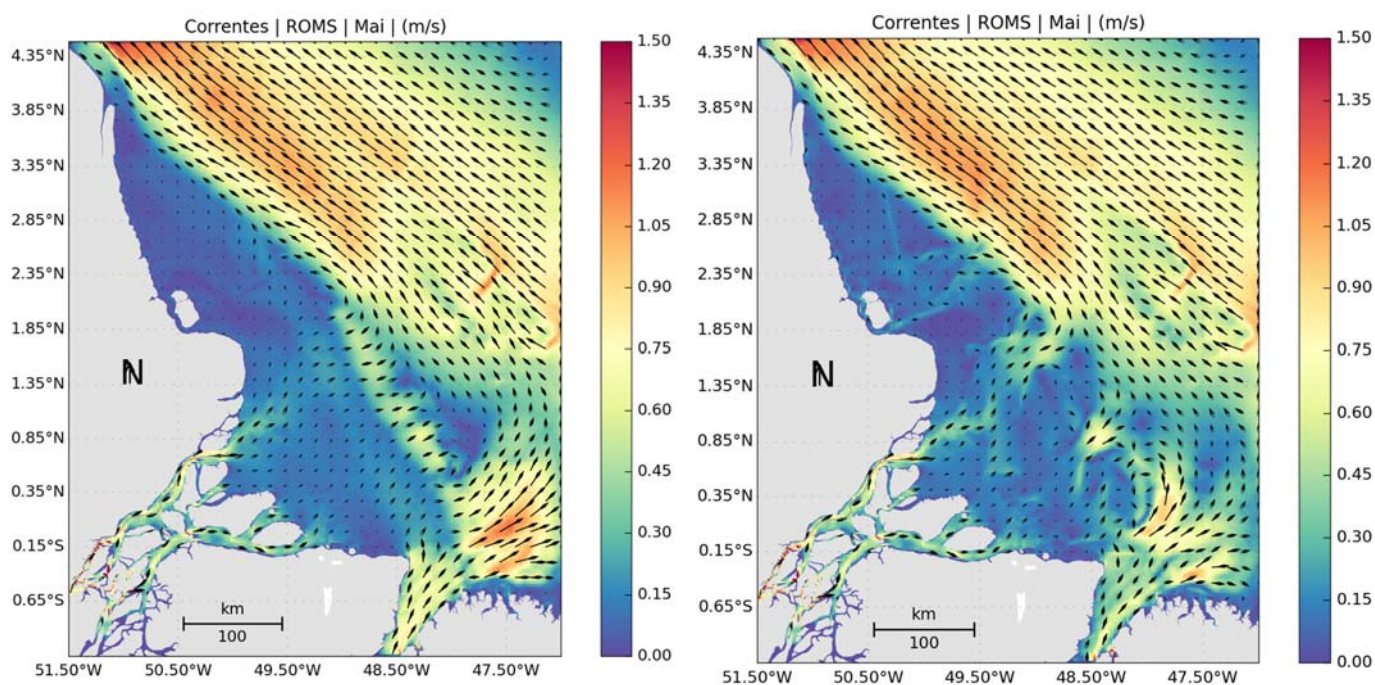 Correntes | ROMS | Mai | (m/s)
4.35°N
3.85°N
3.35°N
2.85°N
2.35°N
1.85°N
1.35°N
0.85°N
0.35°N
0.15°S
0.65°S
N
km
100
51.50°W 50.50°W 49.50°W 48.50°W 47.50°W
1.50
1.35
1.20
1.05
0.90
0.75
0.60
0.45
0.30
0.15
0.00
Correntes | ROMS | Mai | (m/s)
4.35°N
3.85°N
3.35°N
2.85°N
2.35°N
1.85°N
1.35°N
0.85°N
0.35°N
0.15°S
0.65°S
N
km
100
51.50°W 50.50°W 49.50°W 48.50°W 47.50°W
1.50
1.35
1.20
1.05
0.90
0.75
0.60
0.45
0.30
0.15
0.00